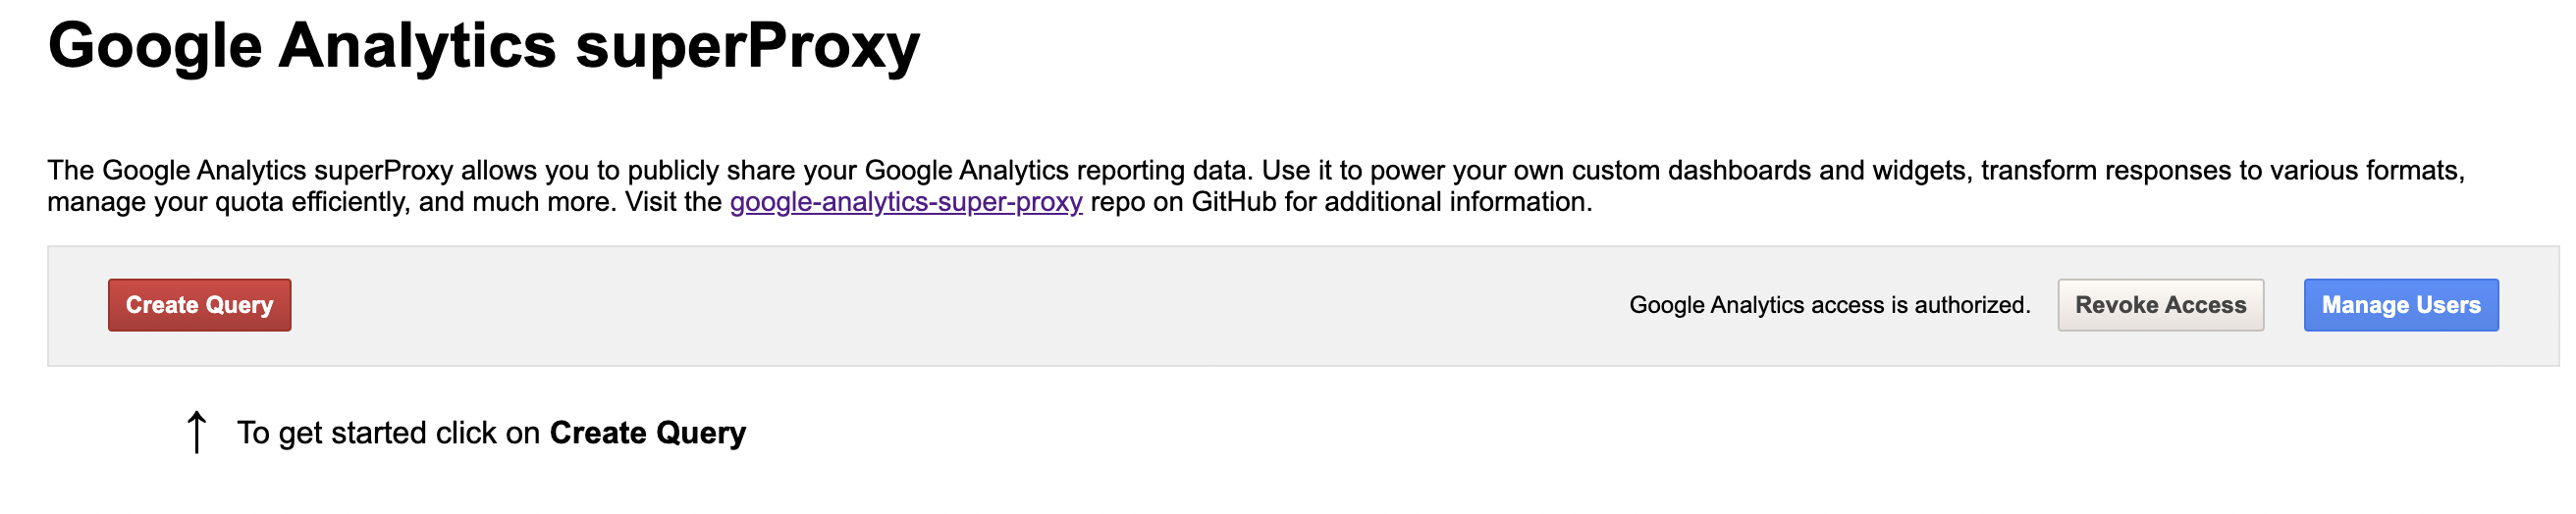 Google Analytics superProxy
The Google Analytics superProxy allows you to publicly share your Google Analytics reporting data. Use it to power your own custom dashboards and widgets, transform responses to various formats,
manage your quota efficiently, and much more. Visit the google-analytics-super-proxy repo on GitHub for additional information.
Create Query Google Analytics access is authorized. Revoke Access Manage Users
↑ To get started click on Create Query